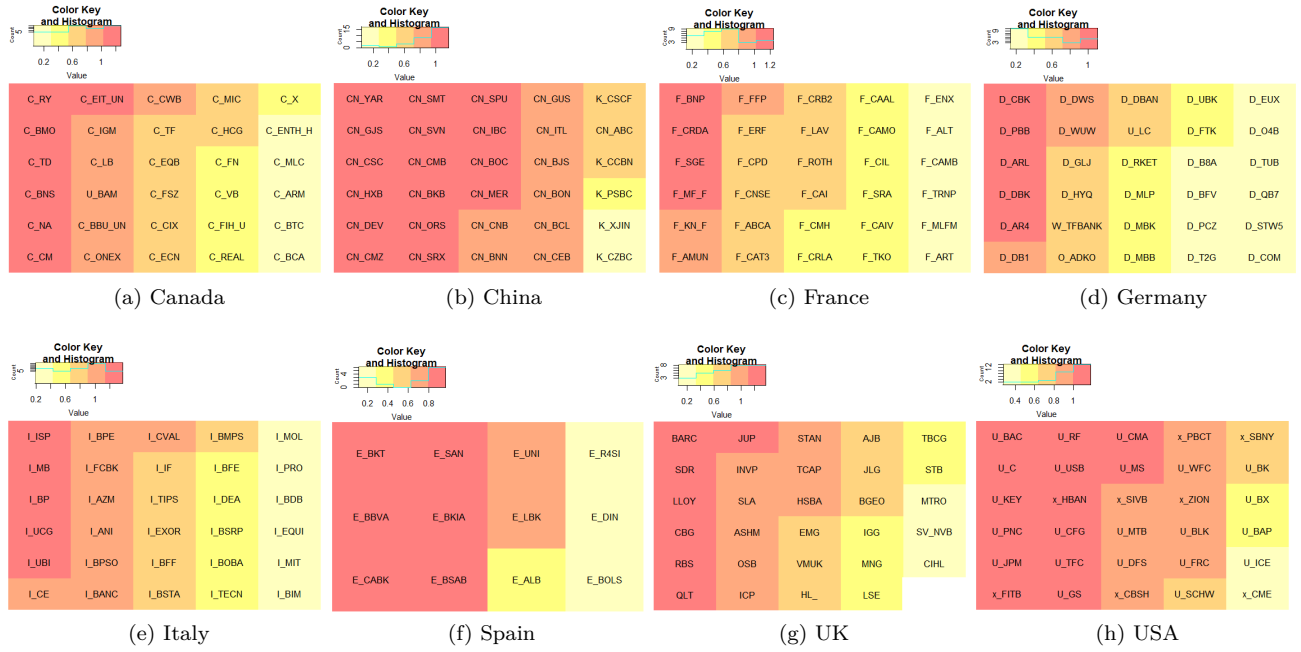 Color Key
and Histogram
Count
5
0.2 0.6 1
Value
C_RY C_EIT_UN C_CWB C_MIC C_X
C_BMO C_IGM C_TF C_HCG C_ENTH_H
C_TD C_LB C_EQB C_FN C_MLC
C_BNS U_BAM C_FSZ C_VB C_ARM
C_NA C_BBU_UN C_CIX C_FIH_U C_BTC
C_CM C_ONEX C_ECN C_REAL C_BCA
(a) Canada
Color Key
and Histogram
Count
0 15
0.2 0.6 1
Value
CN_YAR CN_SMT CN_SPU CN_GUS K_CSCF
CN_GJS CN_SVN CN_IBC CN_ITL CN_ABC
CN_CSC CN_CMB CN_BOC CN_BJS K_CCBN
CN_HXB CN_BKB CN_MER CN_BON K_PSBC
CN_DEV CN_ORS CN_CNB CN_BCL K_XJIN
CN_CMZ CN_SRX CN_BNN CN_CEB K_CZBC
(b) China
Color Key
and Histogram
Count
3 9
0.2 0.6 1 1.2
Value
F_BNP F_FFP F_CRB2 F_CAAL F_ENX
F_CRDA F_ERF F_LAV F_CAMO F_ALT
F_SGE F_CPD F_ROTH F_CIL F_CAMB
F_MF_F F_CNSE F_CAI F_SRA F_TRNP
F_KN_F F_ABCA F_CMH F_CAIV F_MLFM
F_AMUN F_CAT3 F_CRLA F_TKO F_ART
(c) France
Color Key
and Histogram
Count
3 9
0.2 0.6 1
Value
D_CBK D_DWS D_DBAN D_UBK D_EUX
D_PBB D_WUW U_LC D_FTK D_O4B
D_ARL D_GLJ D_RKET D_B8A D_TUB
D_DBK D_HYQ D_MLP D_BFV D_QB7
D_AR4 W_TFBANK D_MBK D_PCZ D_STW5
D_DB1 O_ADKO D_MBB D_T2G D_COM
(d) Germany
Color Key
and Histogram
Count
5
0.2 0.6 1
Value
I_ISP I_BPE I_CVAL I_BMPS I_MOL
I_MB I_FCBK I_IF I_BFE I_PRO
I_BP I_AZM I_TIPS I_DEA I_BDB
I_UCG I_ANI I_EXOR I_BSRP I_EQUI
I_UBI I_BPSO I_BFF I_BOBA I_MIT
I_CE I_BANC I_BSTA I_TECN I_BIM
(e) Italy
Color Key
and Histogram
Count
0 4
0.2 0.4 0.6 0.8
Value
E_BKT E_SAN E_UNI E_R4SI
E_BBVA E_BKIA E_LBK E_DIN
E_CABK E_BSAB E_ALB E_BOLS
(f) Spain
Color Key
and Histogram
Count
3 8
0.2 0.6 1
Value
BARC JUP STAN AJB TBCG
SDR INVP TCAP JLG STB
LLOY SLA HSBA BGEO MTRO
CBG ASHM EMG IGG SV_NVB
RBS OSB VMUK MNG CIHL
QLT ICP HL_ LSE
(g) UK
Color Key
and Histogram
Count
2 12
0.4 0.6 1
Value
U_BAC U_RF U_CMA x_PBCT x_SBNY
U_C U_USB U_MS U_WFC U_BK
U_KEY x_HBAN x_SIVB x_ZION U_BX
U_PNC U_CFG U_MTB U_BLK U_BAP
U_JPM U_TFC U_DFS U_FRC U_ICE
x_FITB U_GS x_CBSH U_SCHW x_CME
(h) USA